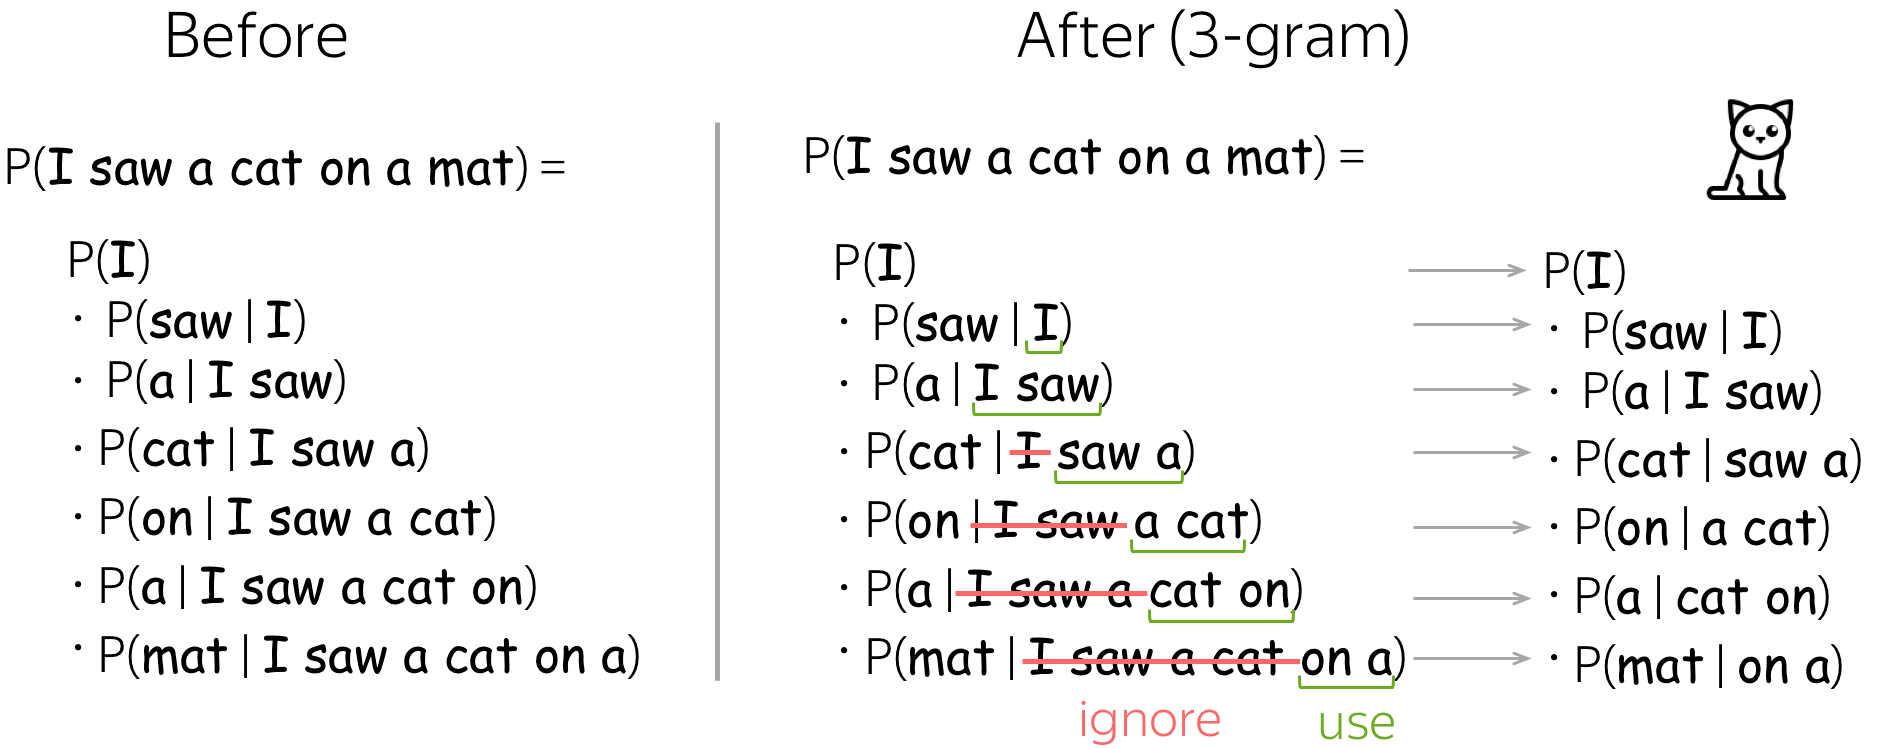 Before
P(I saw a cat on a mat) =
P(I)
· P(saw | I)
· P(a | I saw)
· P(cat | I saw a)
· P(on | I saw a cat)
· P(a | I saw a cat on)
· P(mat | I saw a cat on a)
After (3-gram)
P(I saw a cat on a mat) =
P(I)
· P(saw | I)
· P(a | I saw)
· P(cat | I saw a)
· P(on | I saw a cat)
· P(a | I saw a cat on)
· P(mat | I saw a cat on a)
ignore use
P(I)
· P(saw | I)
· P(a | I saw)
· P(cat | saw a)
· P(on | a cat)
· P(a | cat on)
· P(mat | on a)